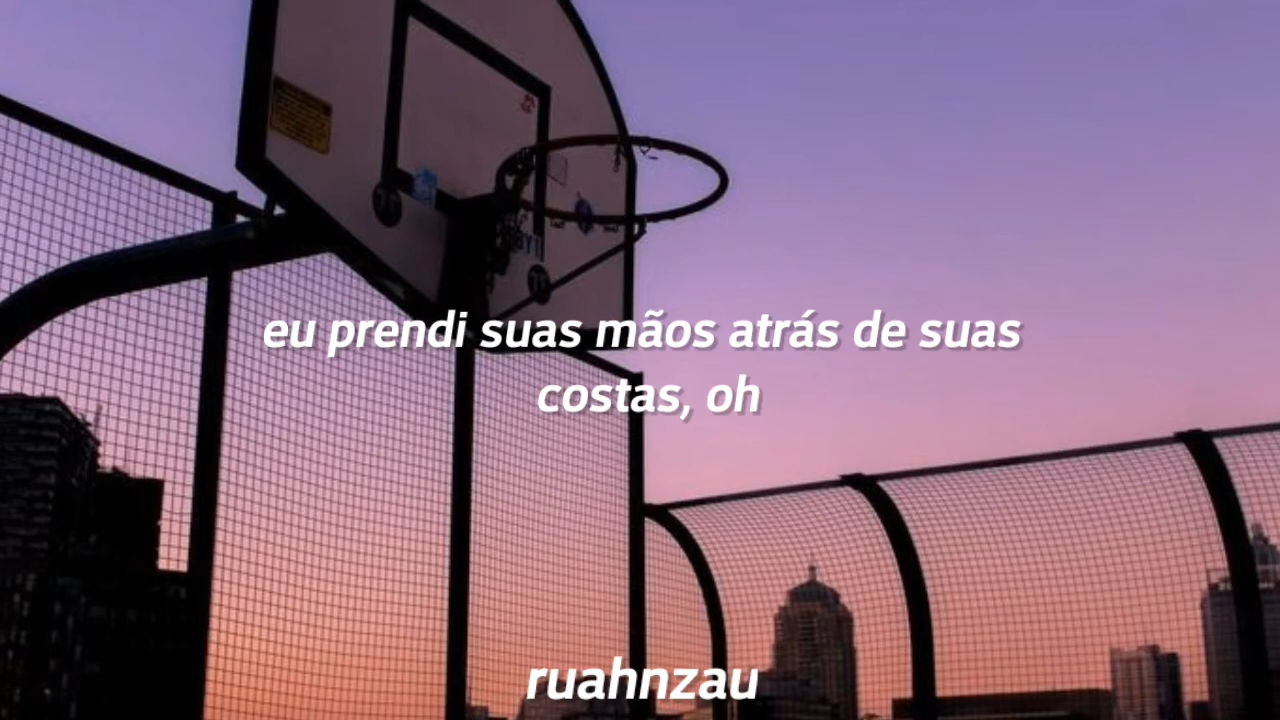 eu prendi suas mãos atrás de suas
costas, oh
ruahnzau